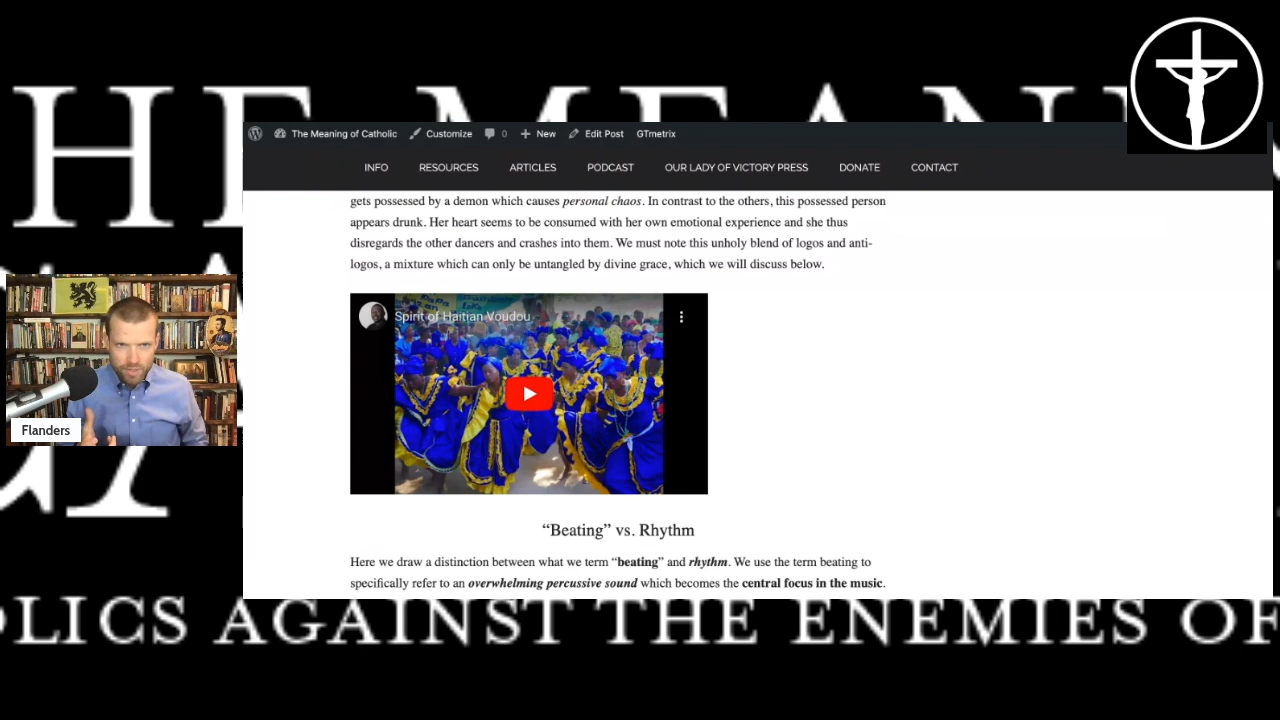 HE MEAN
The Meaning of Catholic Customize 0 New Edit Post GTmetrix
INFO RESOURCES ARTICLES PODCAST OUR LADY OF VICTORY PRESS DONATE CONTACT
gets possessed by a demon which causes personal chaos. In contrast to the others, this possessed person
appears drunk. Her heart seems to be consumed with her own emotional experience and she thus
disregards the other dancers and crashes into them. We must note this unholy blend of logos and anti-
logos, a mixture which can only be untangled by divine grace, which we will discuss below.
Spirit of Haitian Voudou
Flanders
“Beating” vs. Rhythm
Here we draw a distinction between what we term “beating” and rhythm. We use the term beating to
specifically refer to an overwhelming percussive sound which becomes the central focus in the music.
OLICS AGAINST THE ENEMIES OF